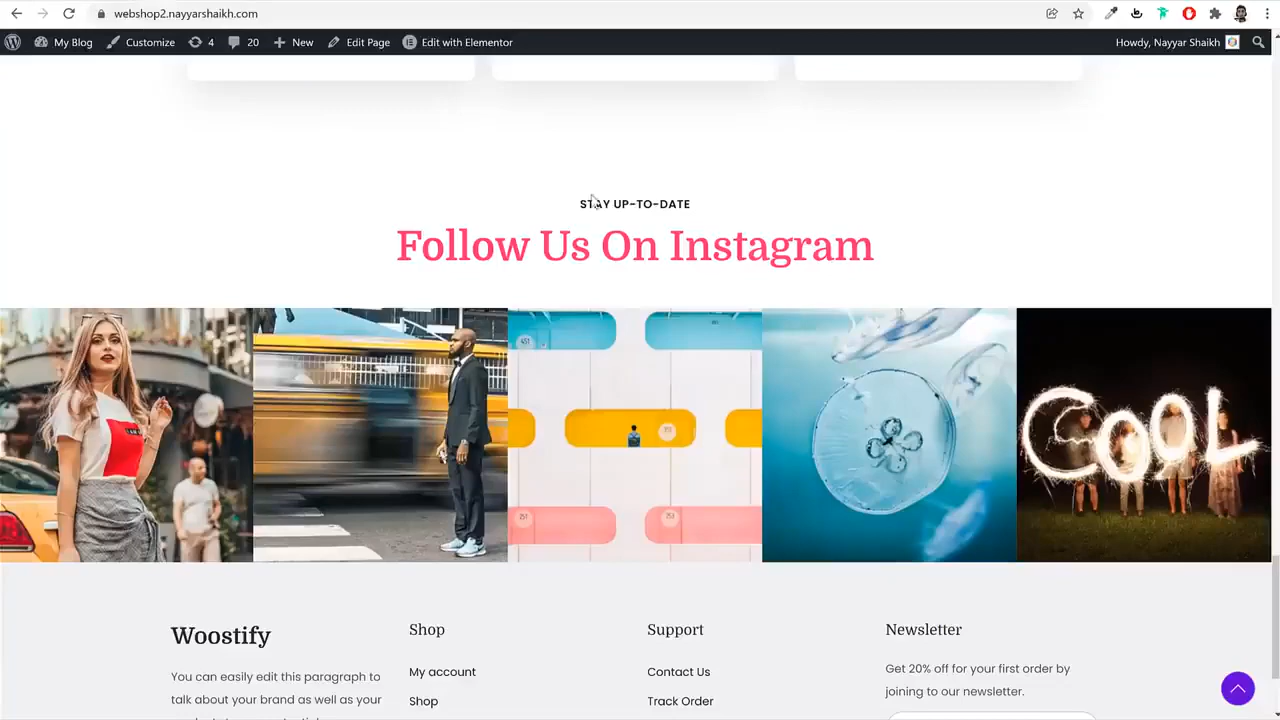 webshop2.nayyarshaikh.com
My Blog Customize 4 20 New Edit Page Edit with Elementor Howdy, Nayyar Shaikh
STAY UP-TO-DATE
Follow Us On Instagram
451
251
253
COOL
Woostify
You can easily edit this paragraph to
talk about your brand as well as your
Shop
My account
Shop
Support
Contact Us
Track Order
Newsletter
Get 20% off for your first order by
joining to our newsletter.